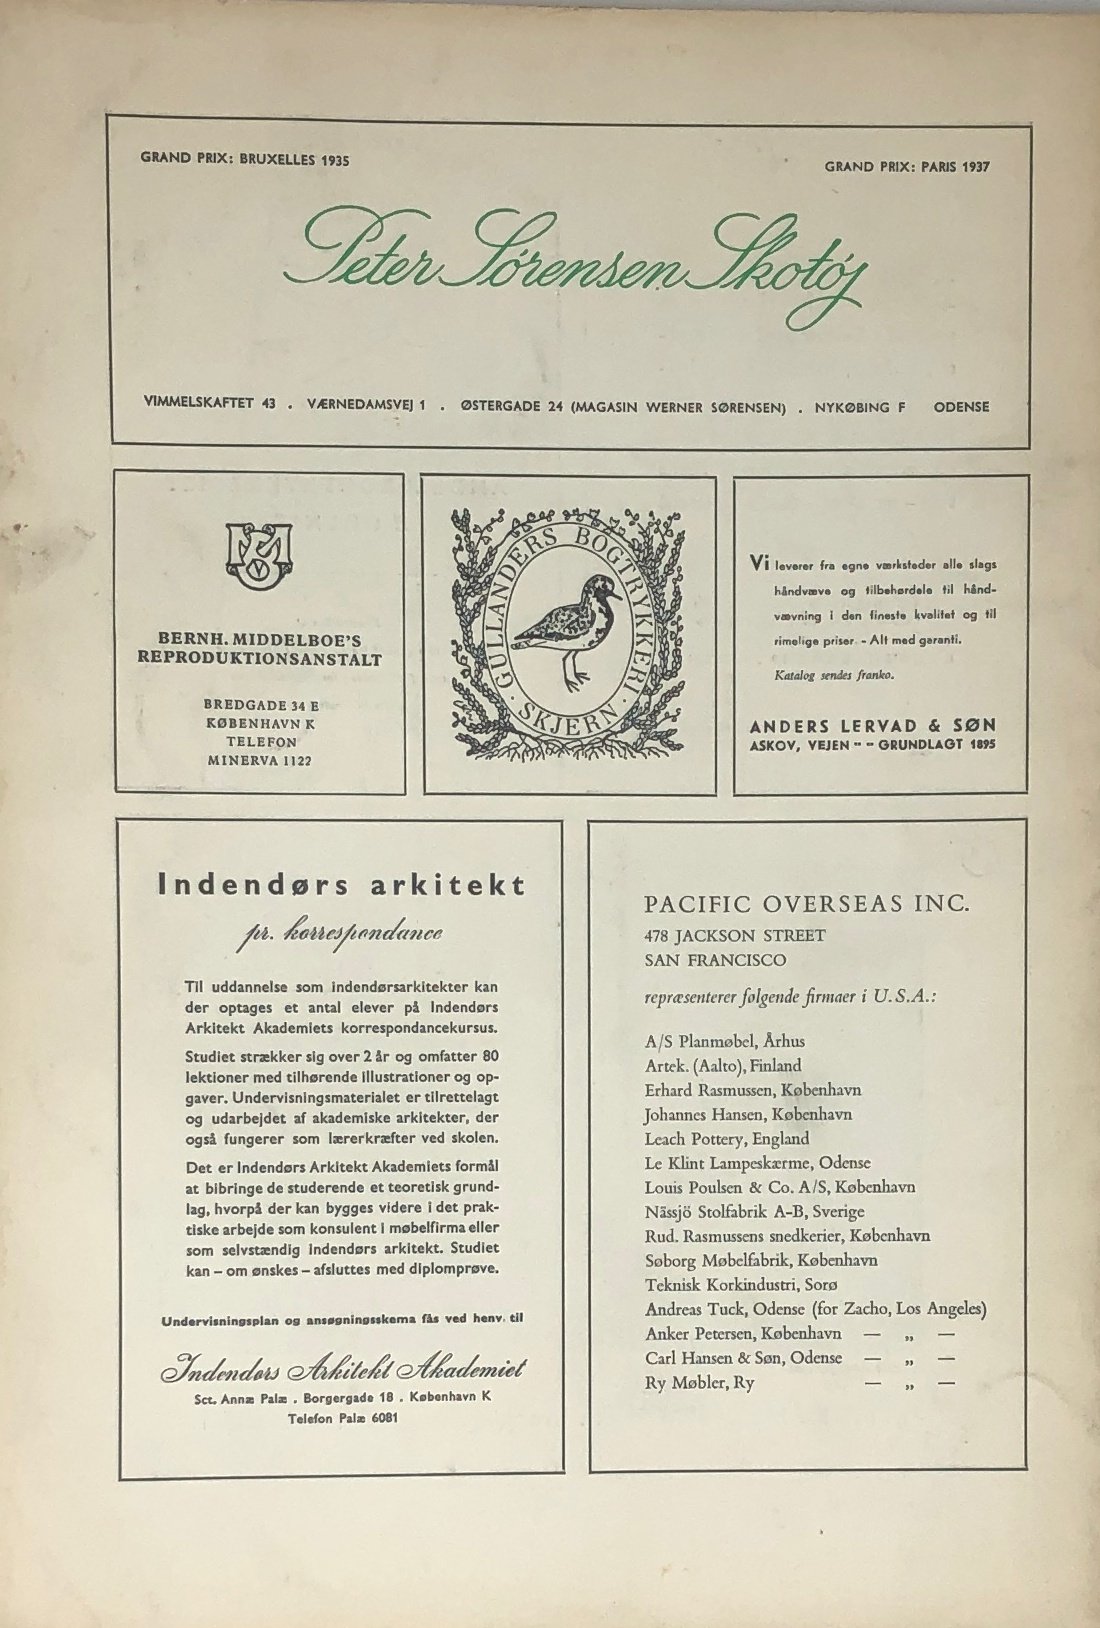 GRAND PRIX: BRUXELLES 1935
GRAND PRIX: PARIS 1937
Peter Sørensen Skotøj
VIMMELSKAFTET 43 . VÆRNEDAMSVEJ 1 . ØSTERGADE 24 (MAGASIN WERNER SØRENSEN) . NYKØBING F ODENSE
BERNH. MIDDELBOE'S
REPRODUKTIONSANSTALT
BREDGADE 34 E
KØBENHAVN K
TELEFON
MINERVA 1122
GULLANDERS BOGTRYKKERI · SKJERN ·
Vi leverer fra egne værksteder alle slags
håndvæve og tilbehørdele til hånd-
vævning i den fineste kvalitet og til
rimelige priser - Alt med garanti.
Katalog sendes franko.
ANDERS LERVAD & SØN
ASKOV, VEJEN -- -- GRUNDLAGT 1895
Indendørs arkitekt
pr. korrespondance
Til uddannelse som indendørsarkitekter kan
der optages et antal elever på Indendørs
Arkitekt Akademiets korrespondancekursus.
Studiet strækker sig over 2 år og omfatter 80
lektioner med tilhørende illustrationer og op-
gaver. Undervisningsmaterialet er tilrettelagt
og udarbejdet af akademiske arkitekter, der
også fungerer som lærerkræfter ved skolen.
Det er Indendørs Arkitekt Akademiets formål
at bibringe de studerende et teoretisk grund-
lag, hvorpå der kan bygges videre i det prak-
tiske arbejde som konsulent i møbelfirma eller
som selvstændig indendørs arkitekt. Studiet
kan – om ønskes – afsluttes med diplomprøve.
Undervisningsplan og ansøgningsskema fås ved henv. til
Indendørs Arkitekt Akademiet
Sct. Annæ Palæ . Borgergade 18 . København K
Telefon Palæ 6081
PACIFIC OVERSEAS INC.
478 JACKSON STREET
SAN FRANCISCO
repræsenterer følgende firmaer i U.S.A.:
A/S Planmøbel, Århus
Artek. (Aalto), Finland
Erhard Rasmussen, København
Johannes Hansen, København
Leach Pottery, England
Le Klint Lampeskærme, Odense
Louis Poulsen & Co. A/S, København
Nässjö Stolfabrik A-B, Sverige
Rud. Rasmussens snedkerier, København
Søborg Møbelfabrik, København
Teknisk Korkindustri, Sorø
Andreas Tuck, Odense (for Zacho, Los Angeles)
Anker Petersen, København — „ —
Carl Hansen & Søn, Odense — „ —
Ry Møbler, Ry — „ —